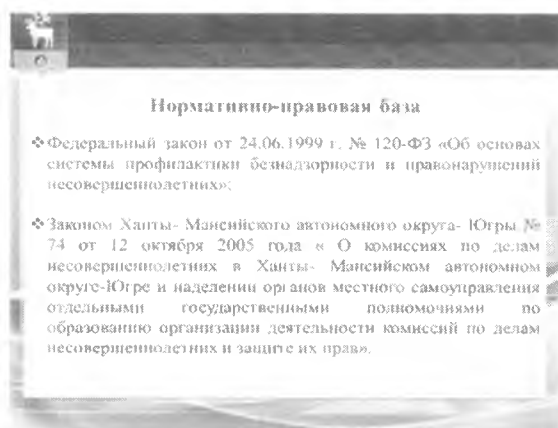 Нормативно-правовая база
❖Федеральный закон от 24.06.1999 г. № 120-ФЗ «Об основах
системы профилактики безнадзорности и правонарушений
несовершеннолетних»;
❖Законом Ханты- Мансийского автономного округа- Югры №
74 от 12 октября 2005 года « О комиссиях по делам
несовершеннолетних в Ханты- Мансийском автономном
округе-Югре и наделении органов местного самоуправления
отдельными государственными полномочиями по
образованию организации деятельности комиссий по делам
несовершеннолетних и защите их прав».